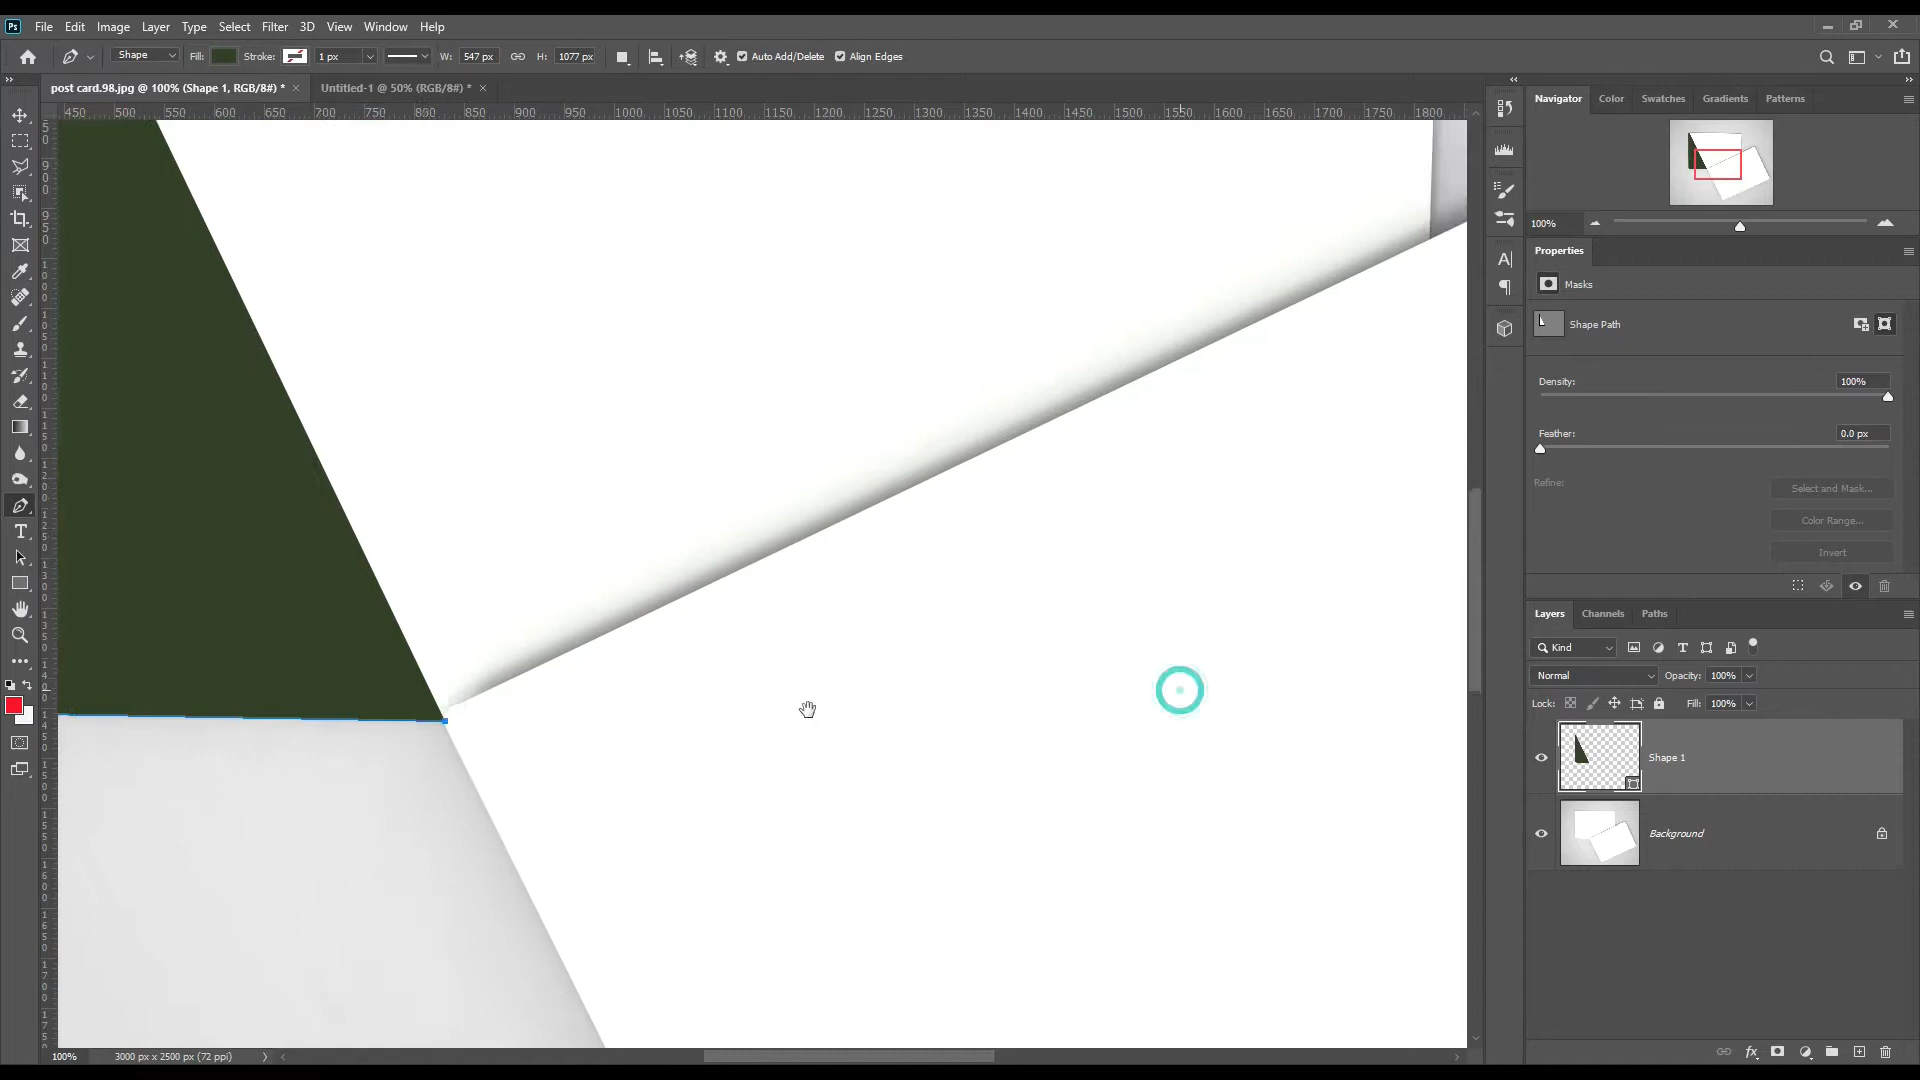 Ps File Edit Image Layer Type Select Filter 3D View Window Help
Shape Fill: Stroke: 1 px W: 547 px H: 1077 px Auto Add/Delete Align Edges
post card.98.jpg @ 100% (Shape 1, RGB/8#) * Untitled-1 @ 50% (RGB/8#) *
450 500 550 600 650 700 750 800 850 900 950 1000 1050 1100 1150 1200 1250 1300 1350 1400 1450 1500 1550 1600 1650 1700 1750 1800
Navigator Color Swatches Gradients Patterns
100%
Properties
Masks
Shape Path
Density: 100%
Feather: 0.0 px
Refine: Select and Mask...
Color Range...
Invert
Layers Channels Paths
Kind
Normal Opacity: 100%
Lock: Fill: 100%
Shape 1
Background
100% 3000 px x 2500 px (72 ppi)